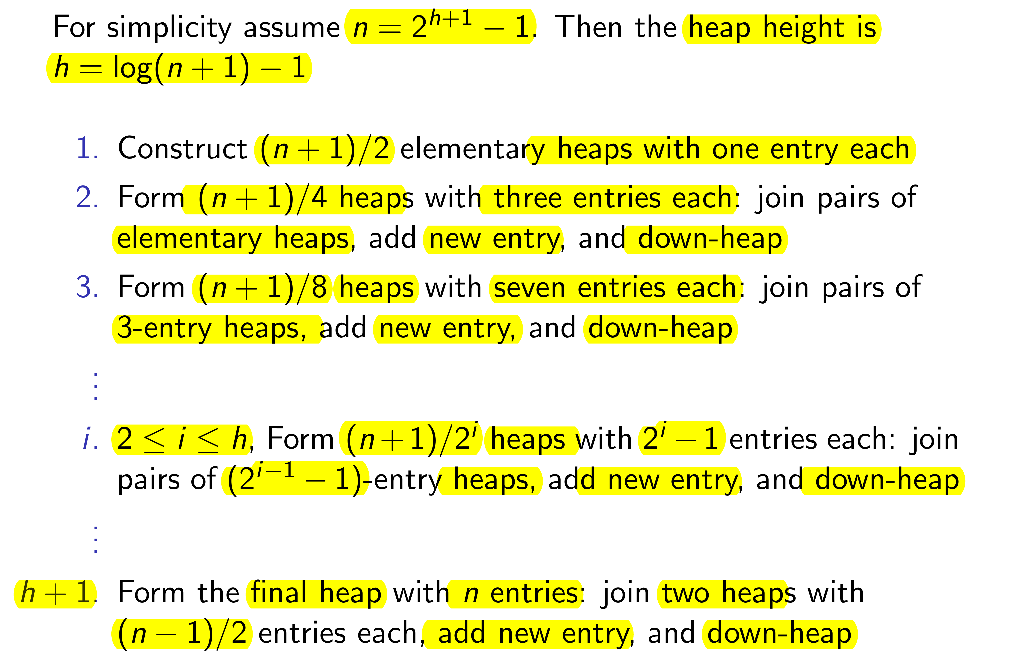 For simplicity assume n = 2^{h+1} − 1. Then the heap height is
h = log(n + 1) − 1
1. Construct (n + 1)/2 elementary heaps with one entry each
2. Form (n + 1)/4 heaps with three entries each: join pairs of
elementary heaps, add new entry, and down-heap
3. Form (n + 1)/8 heaps with seven entries each: join pairs of
3-entry heaps, add new entry, and down-heap
⋮
i. 2 ≤ i ≤ h, Form (n+1)/2^i heaps with 2^i − 1 entries each: join
pairs of (2^{i−1} − 1)-entry heaps, add new entry, and down-heap
⋮
h + 1. Form the final heap with n entries: join two heaps with
(n − 1)/2 entries each, add new entry, and down-heap